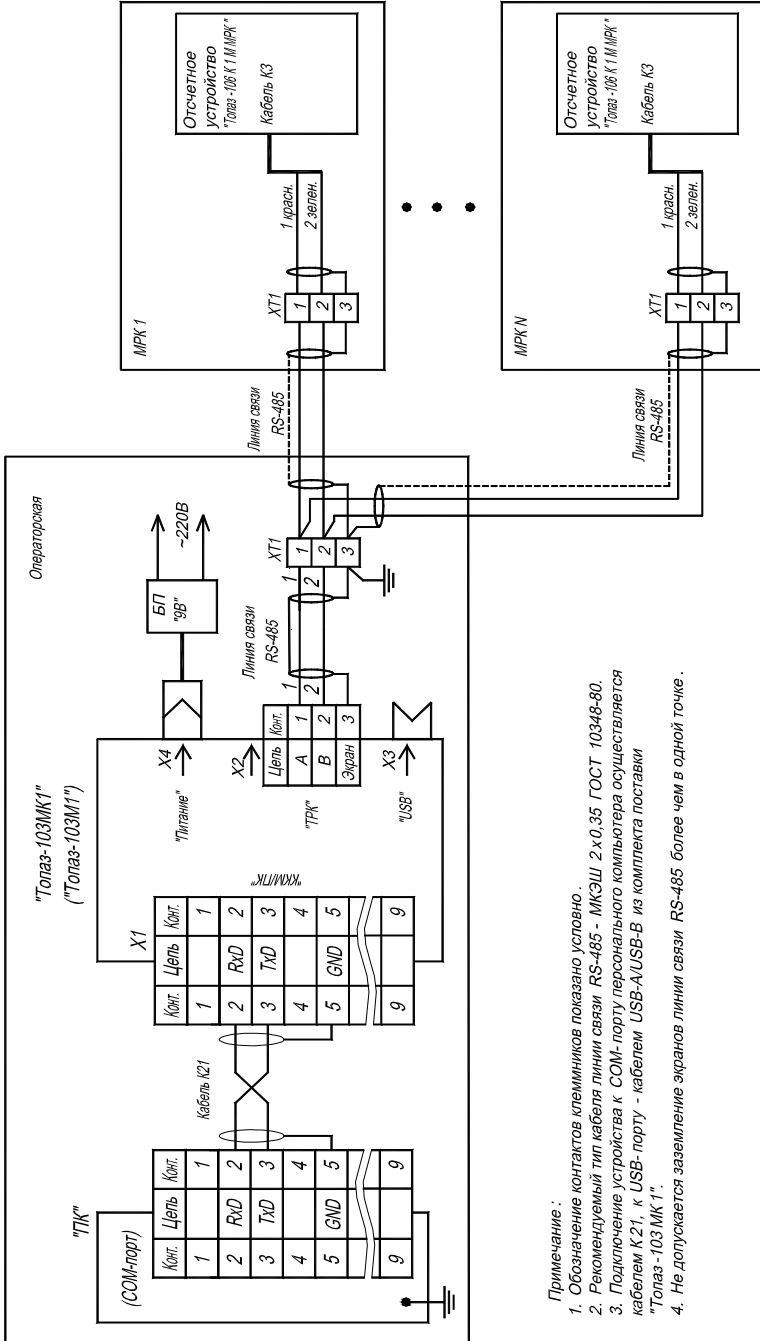 "ПК"
(COM-порт)
Конт. Цепь Конт.
1 1
2 RxD 2
3 TxD 3
4 4
5 GND 5
9 9
Кабель К21
"Топаз-103МК1"
("Топаз-103М1")
X1
Конт. Цепь Конт.
1 1
2 RxD 2
3 TxD 3
4 4
5 GND 5
9 9
"ККМ/ПК"
"Питание"
X4
X2
"ТРК"
Цепь Конт.
A 1
B 2
Экран 3
"USB"
X3
БП
"9В"
~220В
Операторская
Линия связи
RS-485
1
2
1
2
XT1
1
2
3
Линия связи
RS-485
МРК 1
XT1
1
2
3
1 красн.
2 зелен.
Отсчетное
устройство
"Топаз -106 К 1 М МРК"
Кабель К3
Линия связи
RS-485
МРК N
XT1
1
2
3
1 красн.
2 зелен.
Отсчетное
устройство
"Топаз -106 К 1 М МРК"
Кабель К3
Примечание :
1. Обозначение контактов клеммников показано условно .
2. Рекомендуемый тип кабеля линии связи RS-485 - МКЭШ 2х0,35 ГОСТ 10348-80.
3. Подключение устройства к COM- порту персонального компьютера осуществляется
кабелем К 21, к USB- порту - кабелем USB-A/USB-B из комплекта поставки
"Топаз -103 МК 1".
4. Не допускается заземление экранов линии связи RS-485 более чем в одной точке .